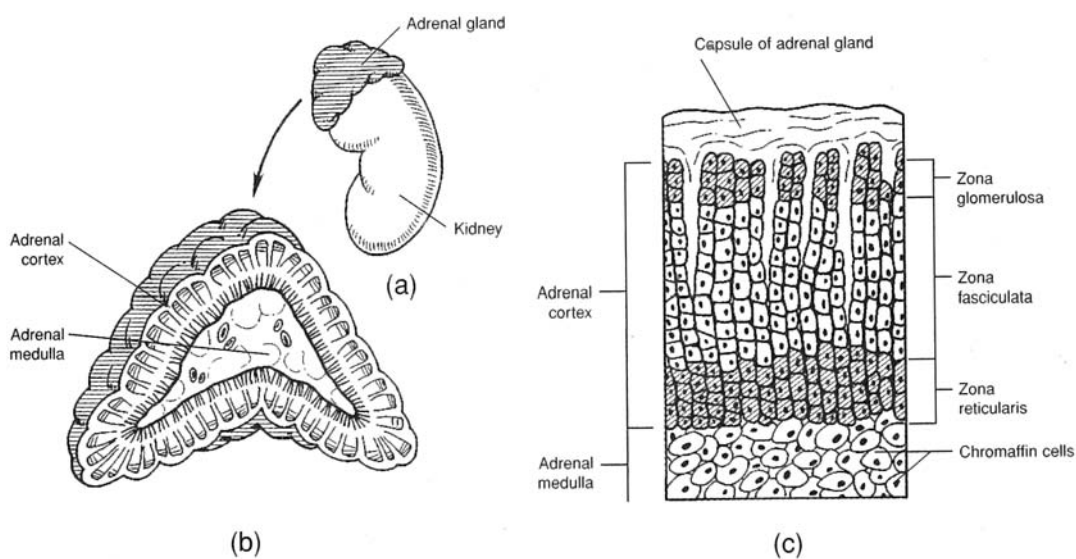 Adrenal gland
Kidney
(a)
Adrenal
cortex
Adrenal
medulla
(b)
Capsule of adrenal gland
Adrenal
cortex
Adrenal
medulla
Zona
glomerulosa
Zona
fasciculata
Zona
reticularis
Chromaffin cells
(c)